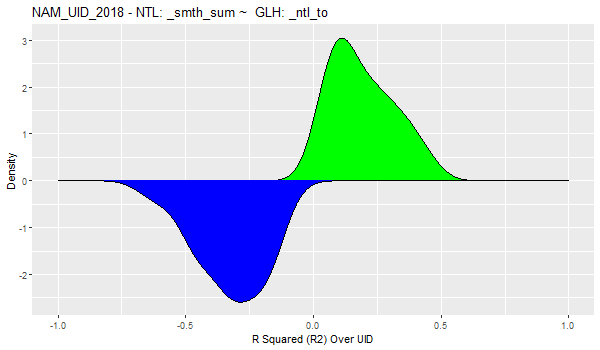 NAM_UID_2018 - NTL: _smth_sum ~  GLH: _ntl_to
3
2
1
0
-1
-2
Density
-1.0 -0.5 0.0 0.5 1.0
R Squared (R2) Over UID